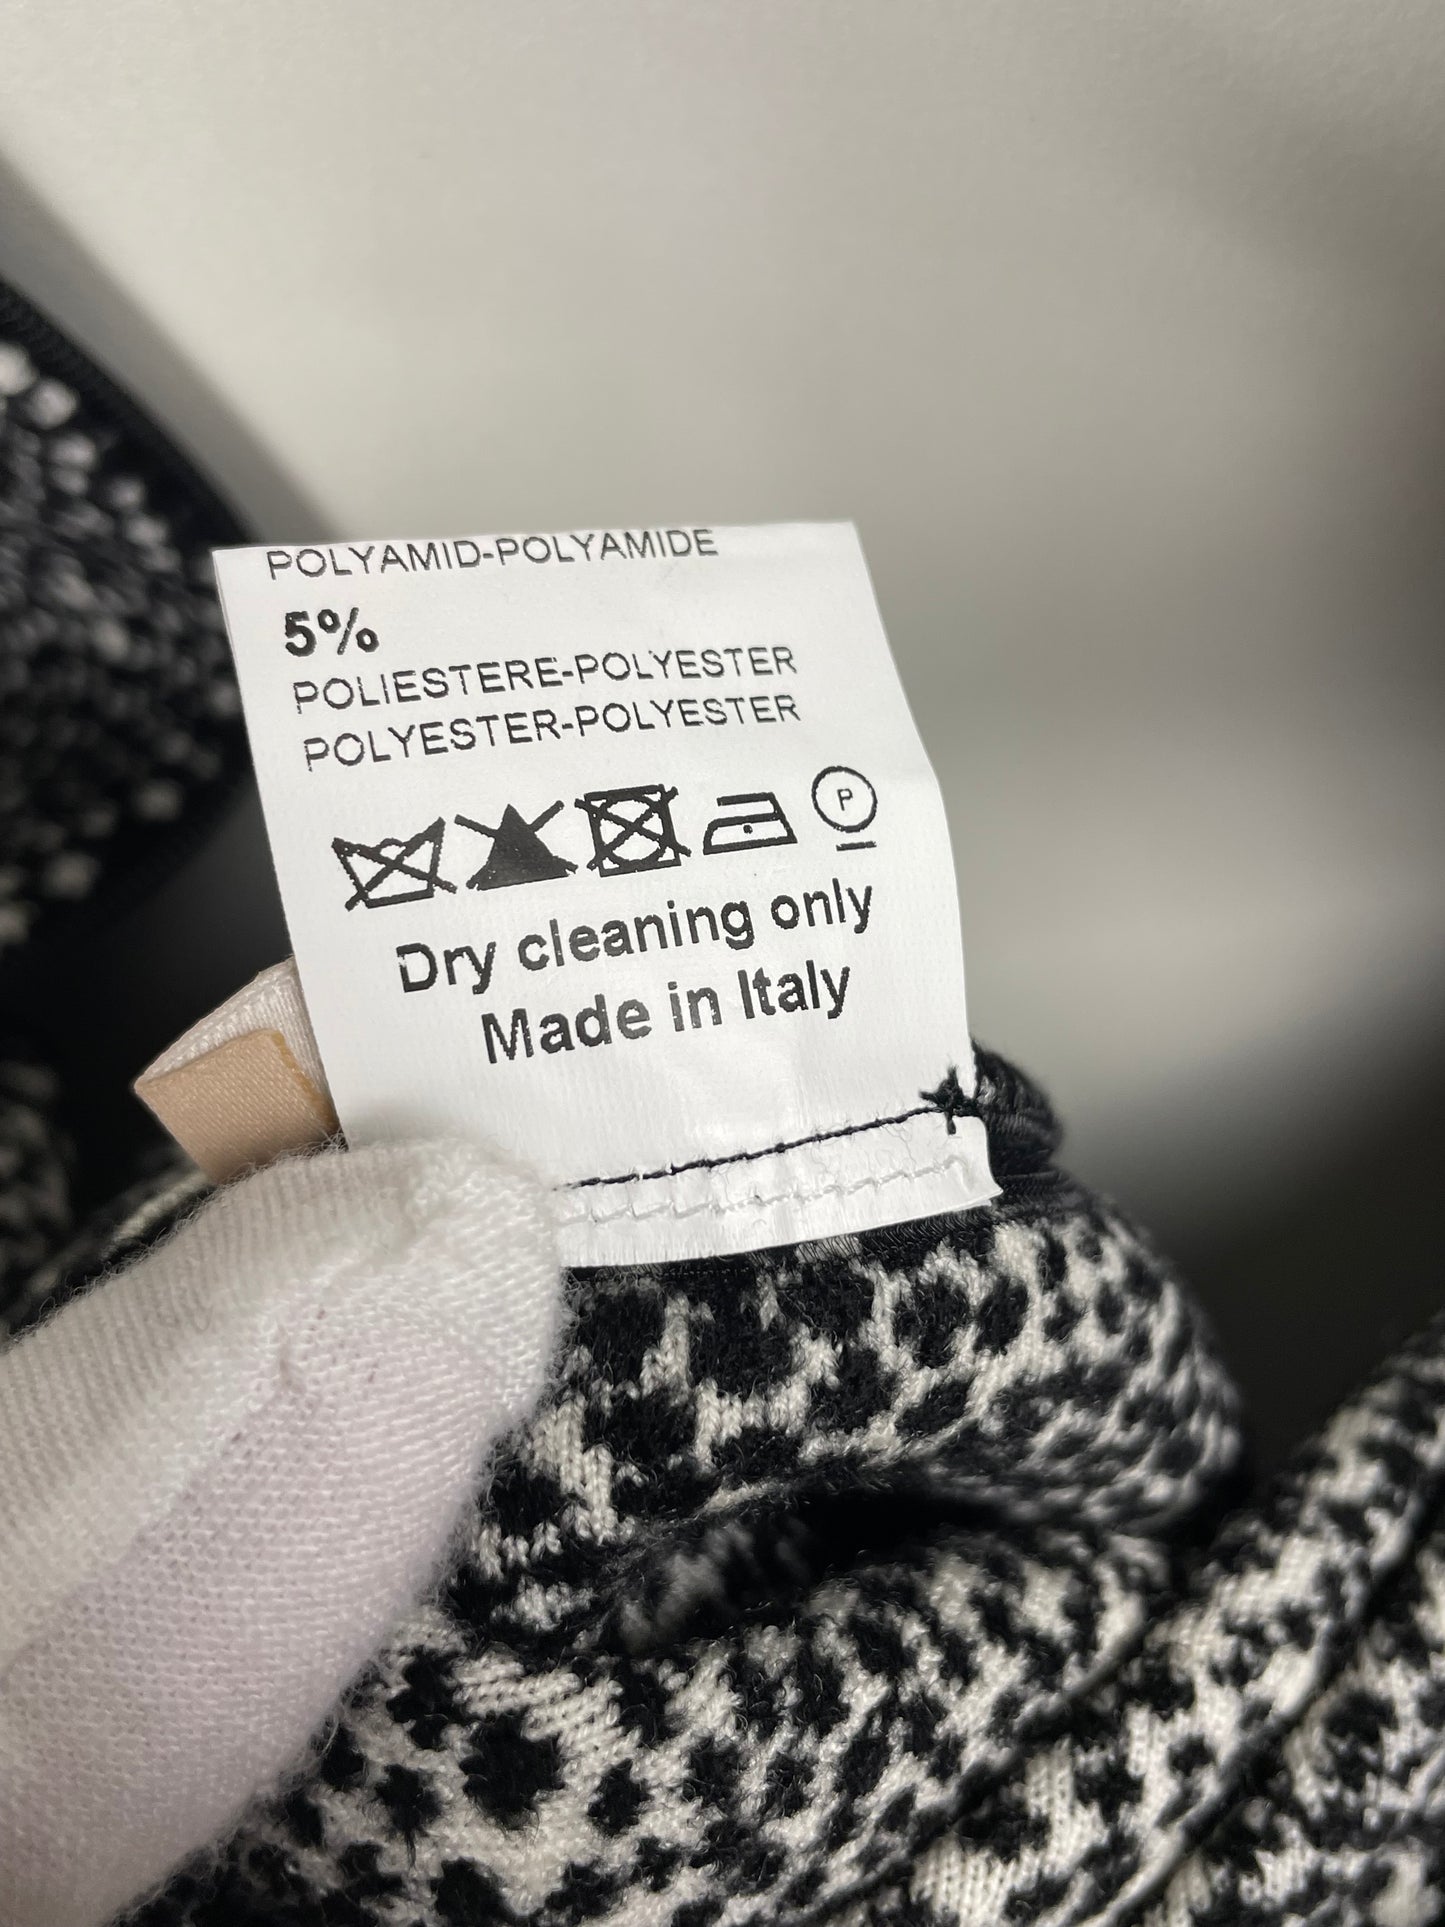 POLYAMID-POLYAMIDE
5%
POLIESTERE-POLYESTER
POLYESTER-POLYESTER
P
Dry cleaning only
Made in Italy